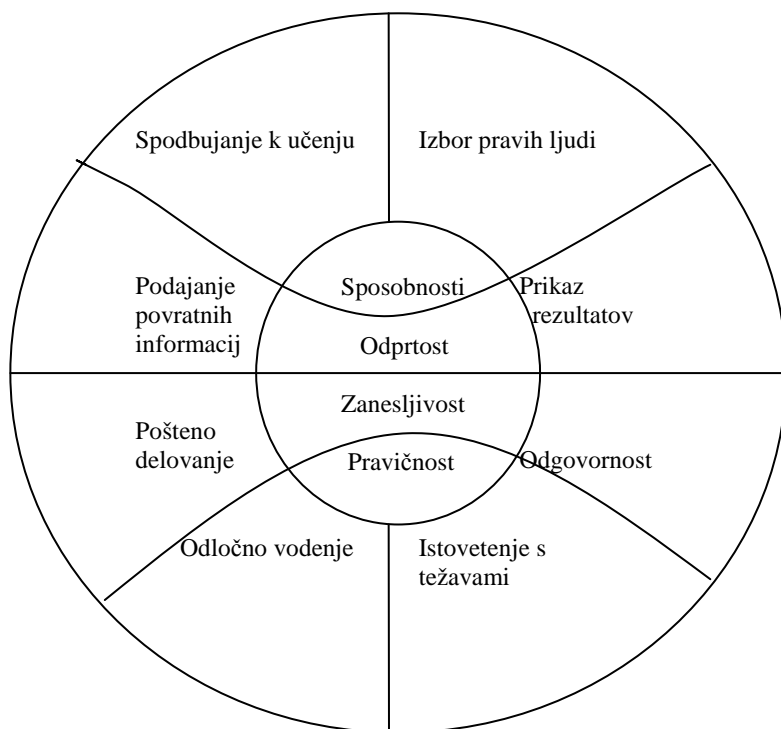 Spodbujanje k učenju
Izbor pravih ljudi
Podajanje
povratnih
informacij
Sposobnosti
Prikaz
rezultatov
Odprtost
Zanesljivost
Pošteno
delovanje
Pravičnost
Odgovornost
Odločno vodenje
Istovetenje s
težavami